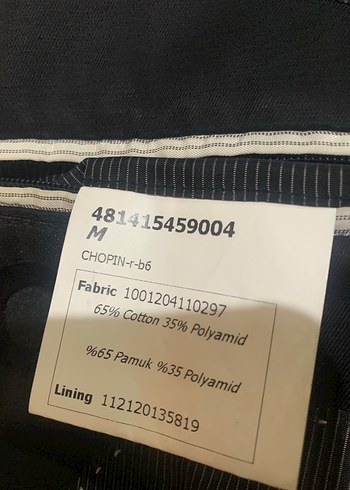 481415459004
M
CHOPIN-r-b6
Fabric 1001204110297
65% Cotton 35% Polyamid
%65 Pamuk %35 Polyamid
Lining 112120135819